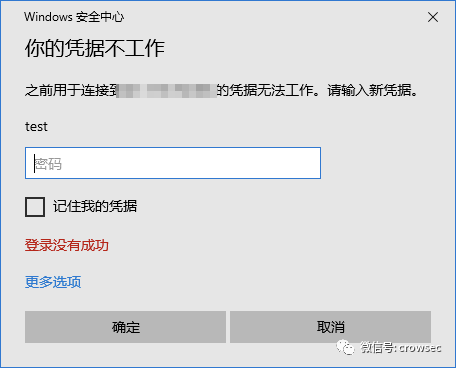 Windows 安全中心
你的凭据不工作
之前用于连接到的凭据无法工作。请输入新凭据。
test
密码
记住我的凭据
登录没有成功
更多选项
确定 取消
微信号: crowsec